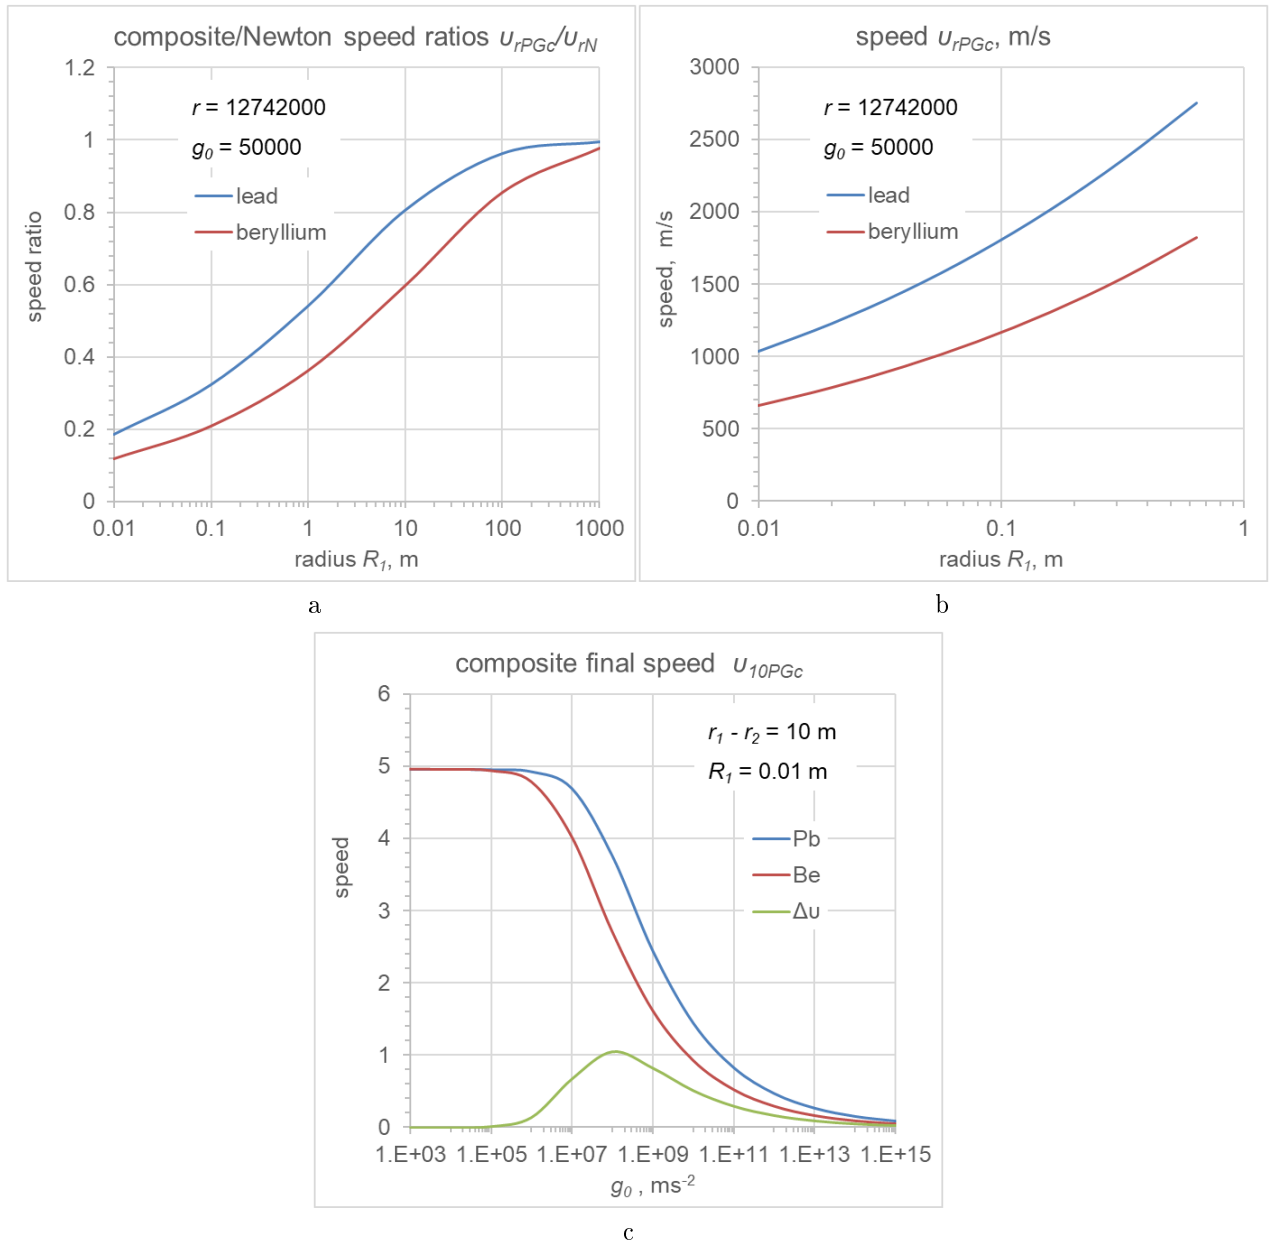 composite/Newton speed ratios υrPGc/υrN
1.2
1
0.8
0.6
0.4
0.2
0
speed ratio
r = 12742000
g0 = 50000
lead
beryllium
0.01 0.1 1 10 100 1000
radius R1, m
a
speed υrPGc, m/s
3000
2500
2000
1500
1000
500
0
speed, m/s
r = 12742000
g0 = 50000
lead
beryllium
0.01 0.1 1
radius R1, m
b
composite final speed υ10PGc
6
5
4
3
2
1
0
speed
r1 - r2 = 10 m
R1 = 0.01 m
Pb
Be
Δυ
1.E+03 1.E+05 1.E+07 1.E+09 1.E+11 1.E+13 1.E+15
g0 , ms-2
c